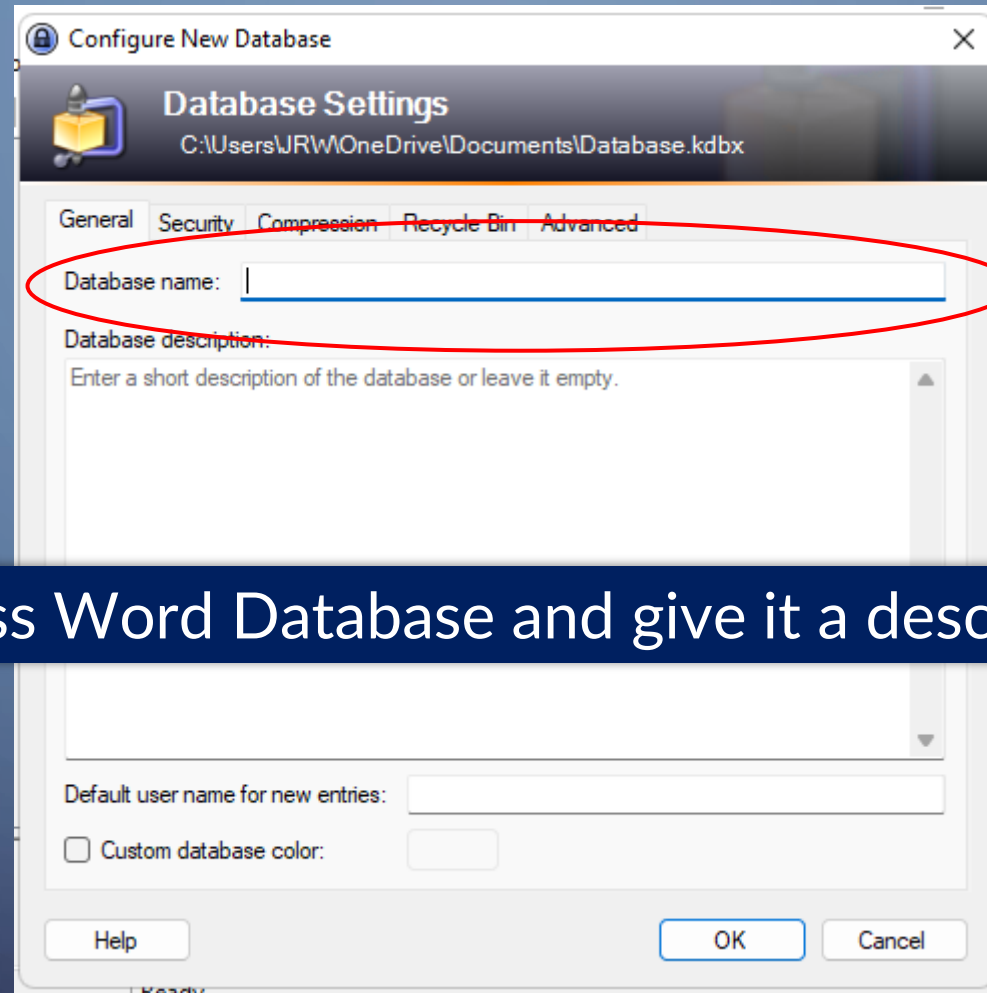 Configure New Database
Database Settings
C:\Users\JRW\OneDrive\Documents\Database.kdbx
General Security Compression Recycle Bin Advanced
Database name:
Database description:
Enter a short description of the database or leave it empty.
ss Word Database and give it a desc
Default user name for new entries:
Custom database color:
Help OK Cancel
Ready